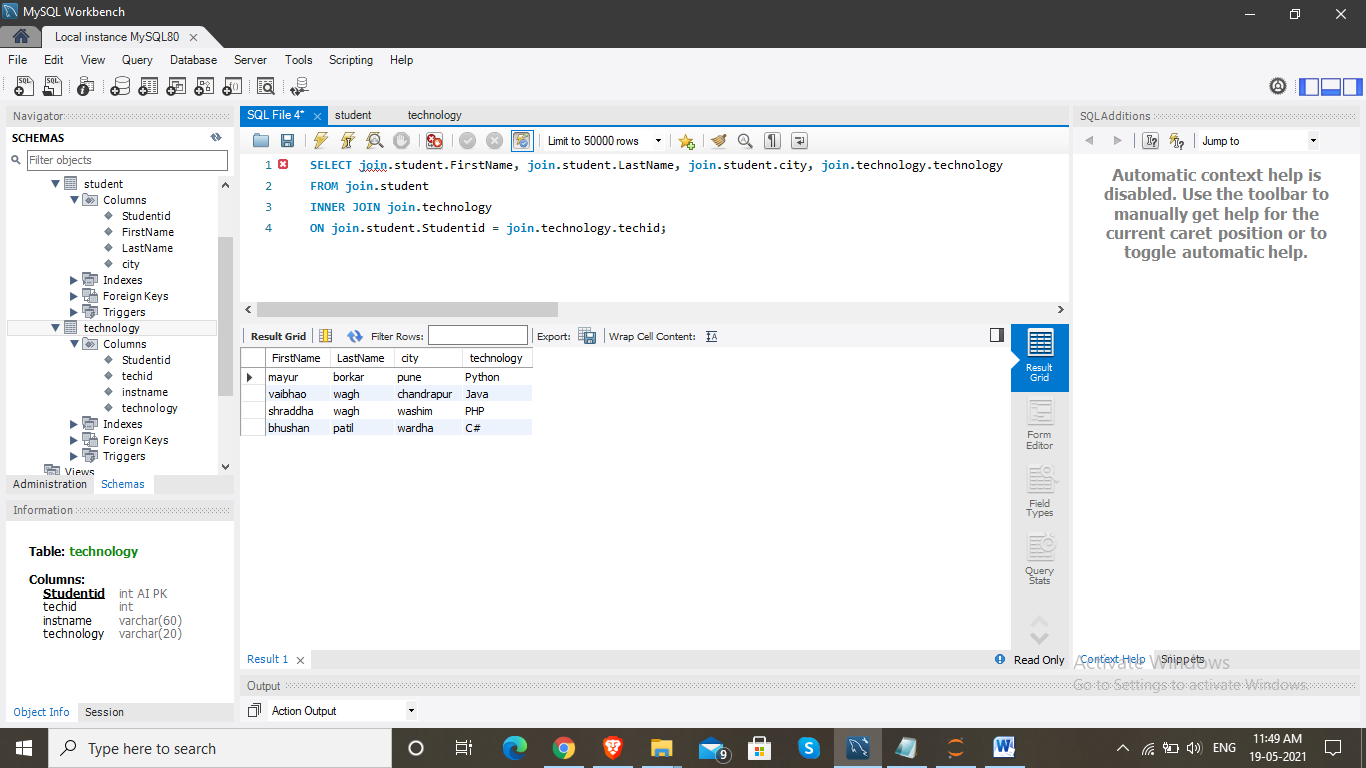 MySQL Workbench
Local instance MySQL80
File Edit View Query Database Server Tools Scripting Help
Navigator
SCHEMAS
Filter objects
student
Columns
Studentid
FirstName
LastName
city
Indexes
Foreign Keys
Triggers
technology
Columns
Studentid
techid
instname
technology
Indexes
Foreign Keys
Triggers
Views
Administration Schemas
Information
Table: technology
Columns:
Studentid int AI PK
techid int
instname varchar(60)
technology varchar(20)
Object Info Session
SQL File 4* student technology
Limit to 50000 rows
1 SELECT join.student.FirstName, join.student.LastName, join.student.city, join.technology.technology
2 FROM join.student
3 INNER JOIN join.technology
4 ON join.student.Studentid = join.technology.techid;
Result Grid Filter Rows: Export: Wrap Cell Content:
FirstName LastName city technology
mayur borkar pune Python
vaibhao wagh chandrapur Java
shraddha wagh washim PHP
bhushan patil wardha C#
Result Grid
Form Editor
Field Types
Query Stats
Result 1
Read Only
Output
Action Output
SQLAdditions
Jump to
Automatic context help is
disabled. Use the toolbar to
manually get help for the
current caret position or to
toggle automatic help.
Context Help Snippets
Activate Windows
Go to Settings to activate Windows.
Type here to search
9
ENG
11:49 AM
19-05-2021